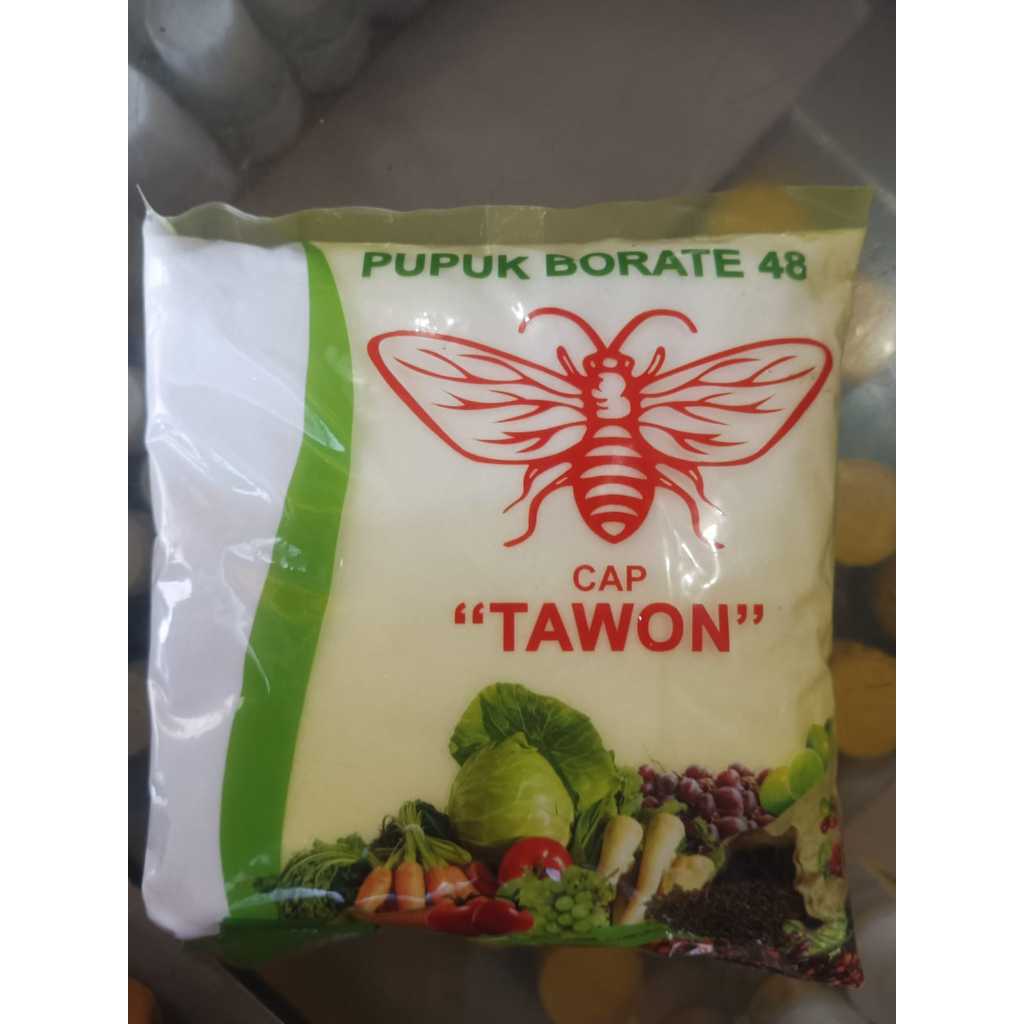 PUPUK BORATE 48
CAP
“TAWON”